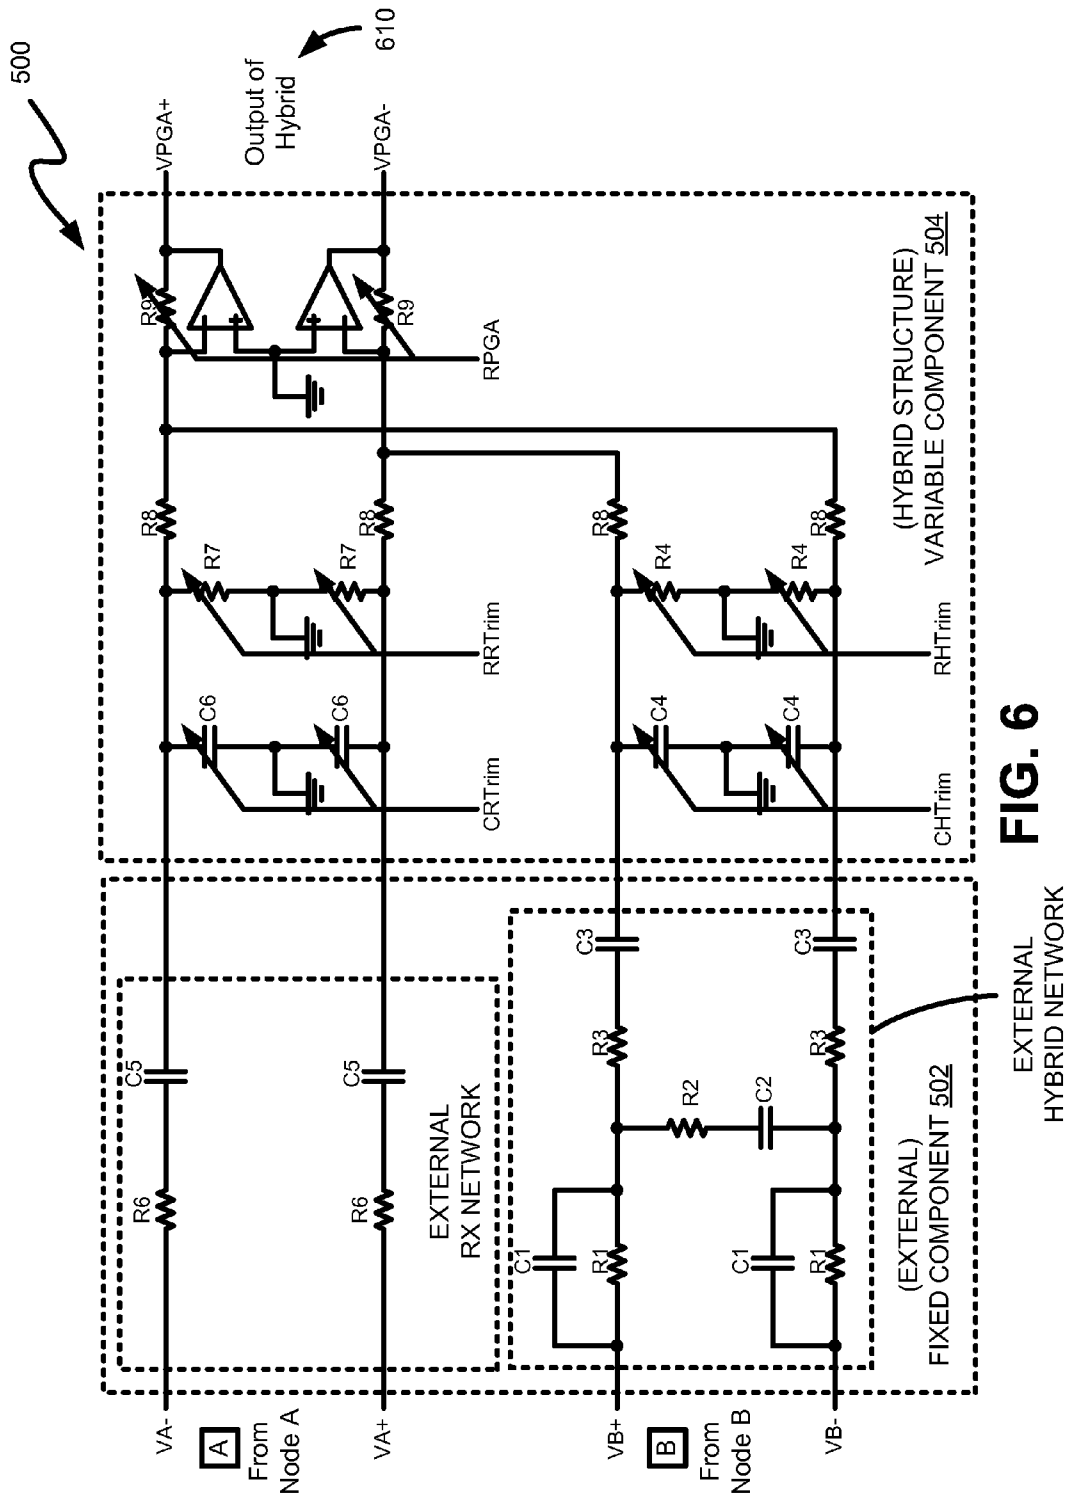 500
VPGA+
Output of
Hybrid
610
VPGA-
R9
R9
RPGA
(HYBRID STRUCTURE)
VARIABLE COMPONENT 504
R8
R8
R8
R8
R7
R7
R4
R4
RRTrim
RHTrim
C6
C6
C4
C4
CRTrim
CHTrim
C5
C5
C3
C3
R6
R6
R3
R3
R2
C2
EXTERNAL
RX NETWORK
C1
R1
C1
R1
(EXTERNAL)
FIXED COMPONENT 502
EXTERNAL
HYBRID NETWORK
VA-
A
From
Node A
VA+
VB+
B
From
Node B
VB-
FIG. 6